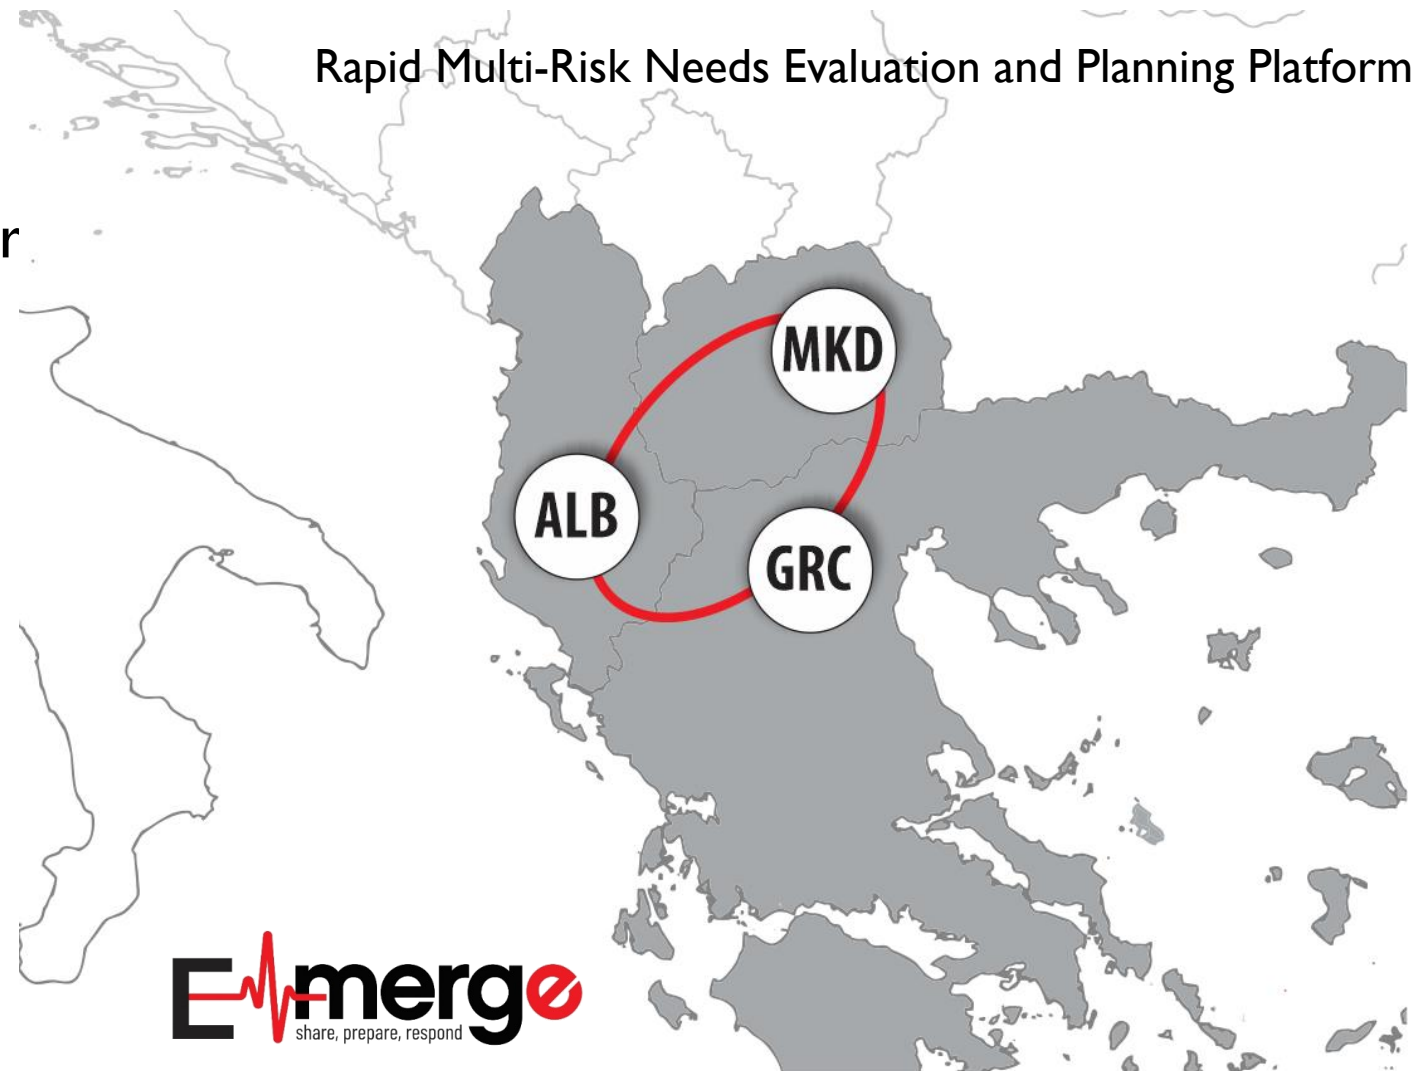 Rapid Multi-Risk Needs Evaluation and Planning Platform
r
MKD
ALB
GRC
E-merge
share, prepare, respond